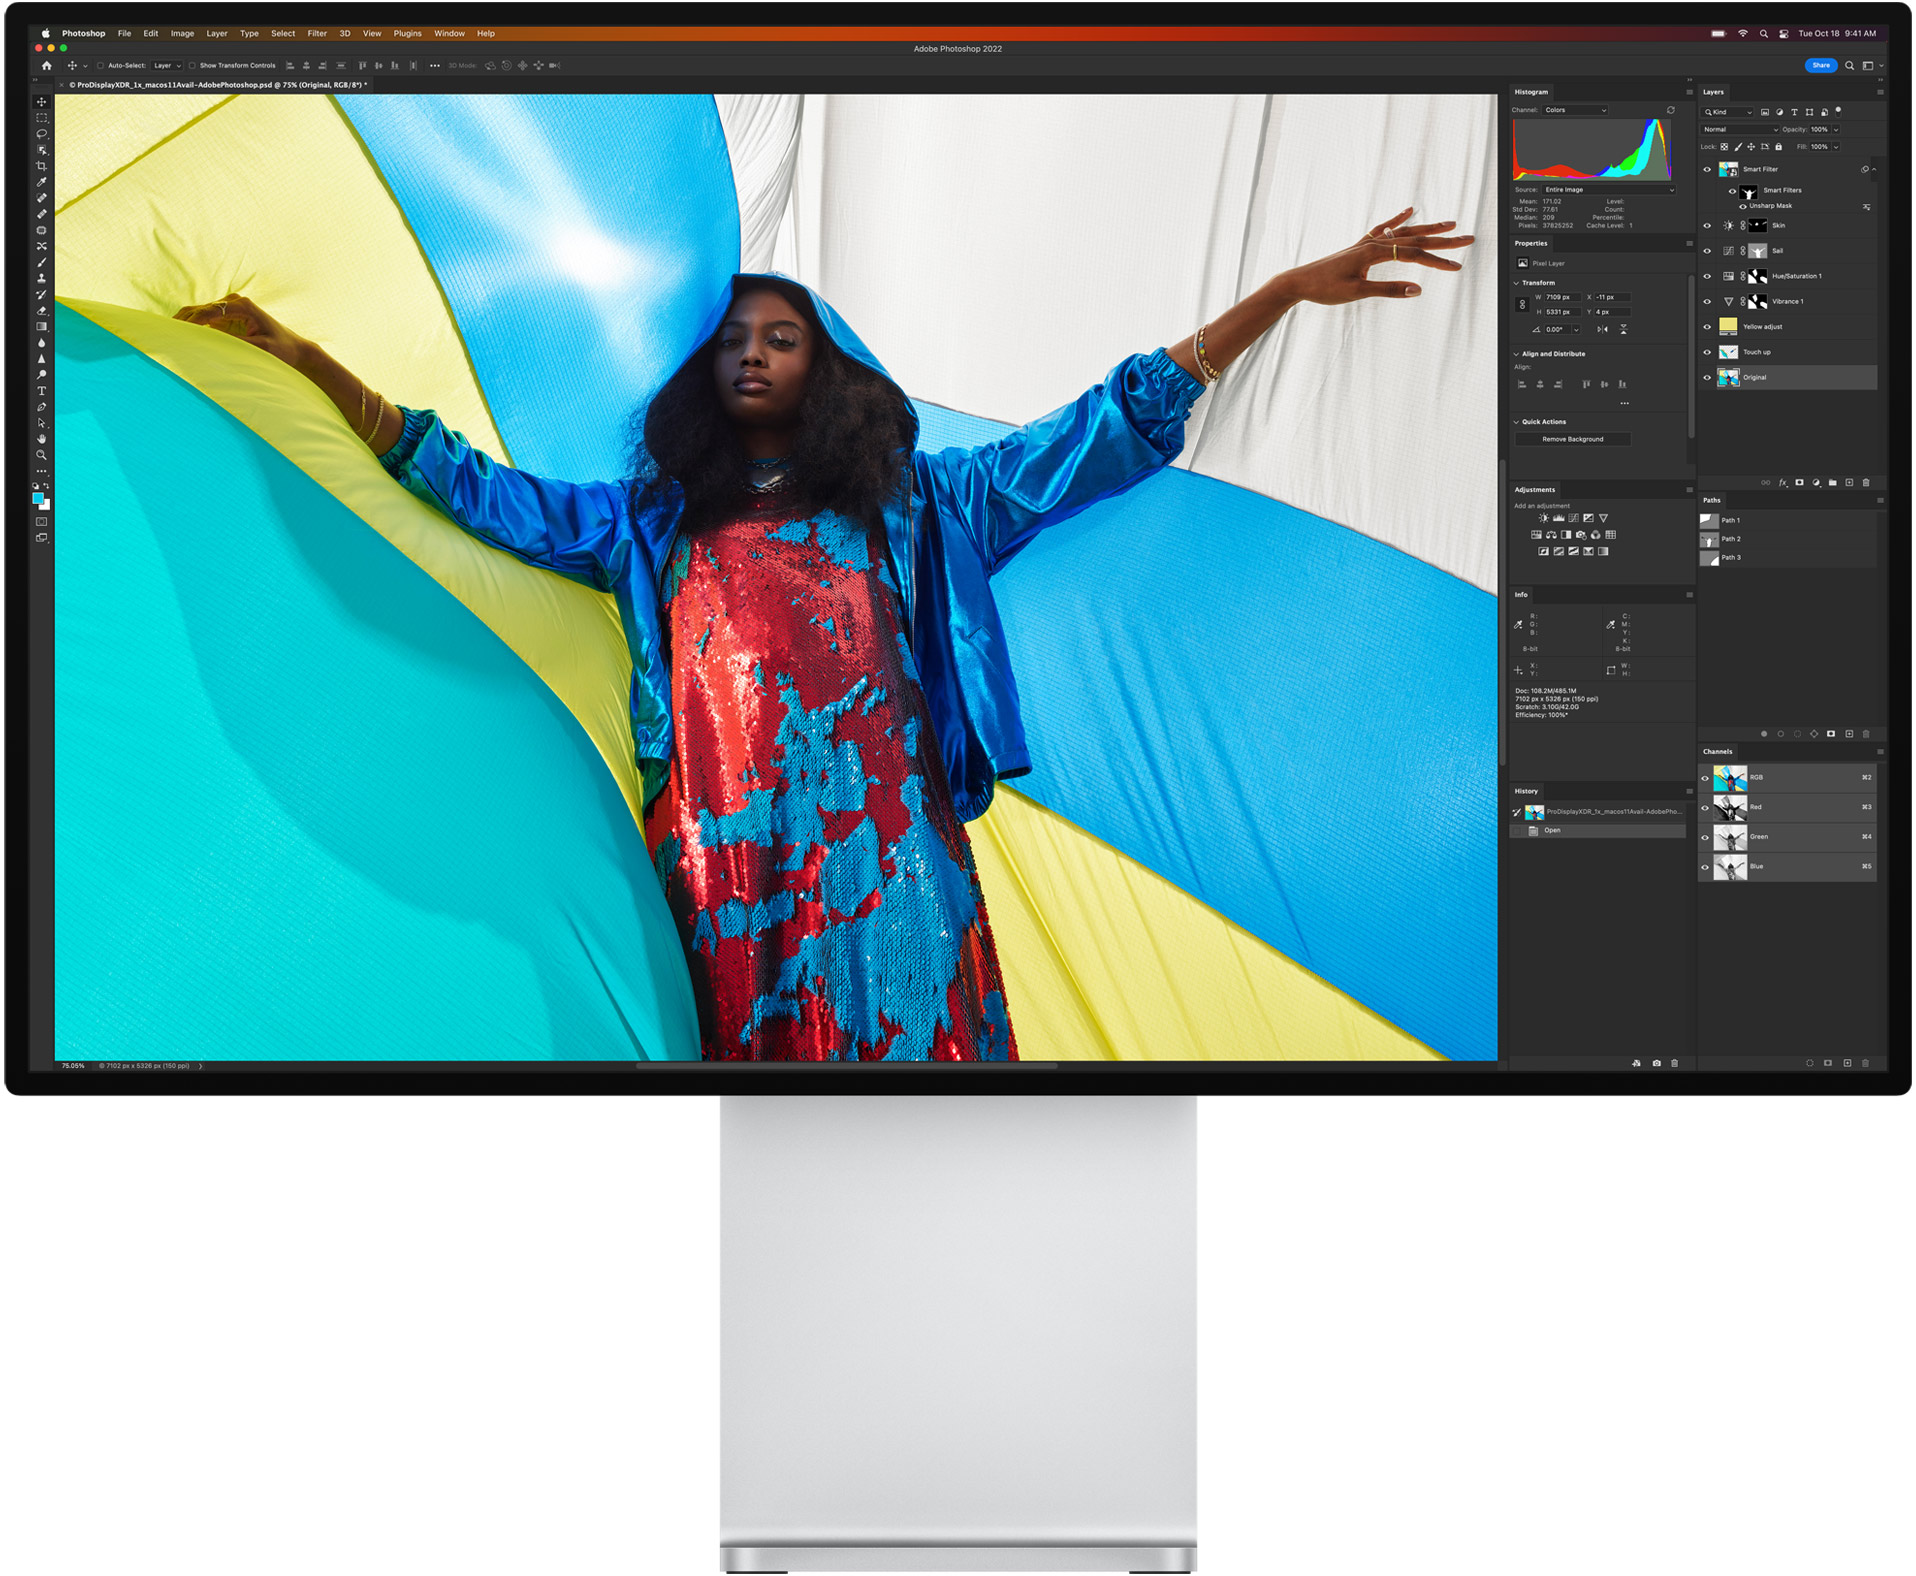 Photoshop File Edit Image Layer Type Select Filter 3D View Plugins Window Help
Tue Oct 18 9:41 AM
Adobe Photoshop 2022
Auto-Select: Layer Show Transform Controls
3D Mode:
Share
× © ProDisplayXDR_1x_macos11Avail-AdobePhotoshop.psd @ 75% (Original, RGB/8*) *
Histogram
Channel: Colors
Source: Entire Image
Mean: 171.02 Level:
Std Dev: 77.61 Count:
Median: 209 Percentile:
Pixels: 37825252 Cache Level: 1
Properties
Pixel Layer
Transform
W 7109 px X -11 px
H 5331 px Y 4 px
0.00°
Align and Distribute
Align:
Quick Actions
Remove Background
Adjustments
Add an adjustment
Info
R: C:
G: M:
B: Y:
K:
8-bit 8-bit
X: W:
Y: H:
Doc: 108.2M/485.1M
7102 px x 5326 px (150 ppi)
Scratch: 3.10G/42.0G
Efficiency: 100%*
History
ProDisplayXDR_1x_macos11Avail-AdobePho...
Open
Layers
Kind
Normal Opacity: 100%
Lock: Fill: 100%
Smart Filter
Smart Filters
Unsharp Mask
Skin
Sail
Hue/Saturation 1
Vibrance 1
Yellow adjust
Touch up
Original
fx
Paths
Path 1
Path 2
Path 3
Channels
RGB ⌘2
Red ⌘3
Green ⌘4
Blue ⌘5
75.05% 7102 px x 5326 px (150 ppi)